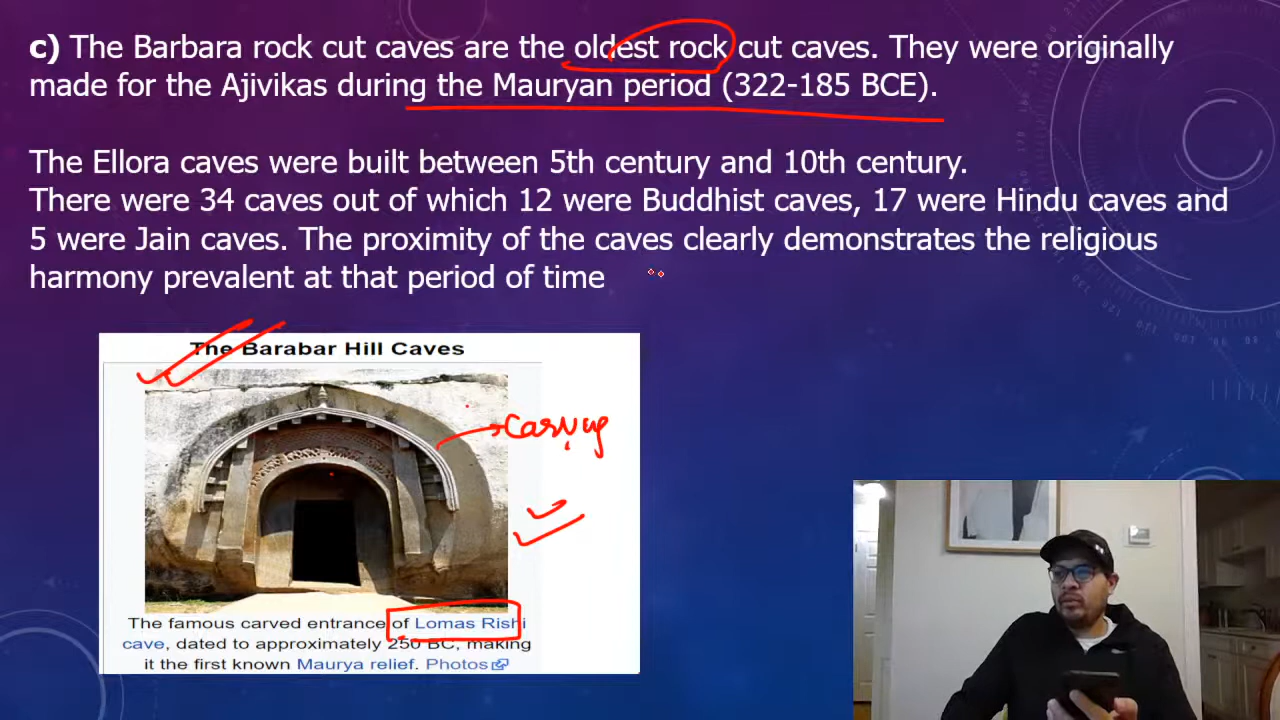 c) The Barbara rock cut caves are the oldest rock cut caves. They were originally
made for the Ajivikas during the Mauryan period (322-185 BCE).
The Ellora caves were built between 5th century and 10th century.
There were 34 caves out of which 12 were Buddhist caves, 17 were Hindu caves and
5 were Jain caves. The proximity of the caves clearly demonstrates the religious
harmony prevalent at that period of time
The Barabar Hill Caves
The famous carved entrance of Lomas Rishi
cave, dated to approximately 250 BC, making
it the first known Maurya relief. Photos